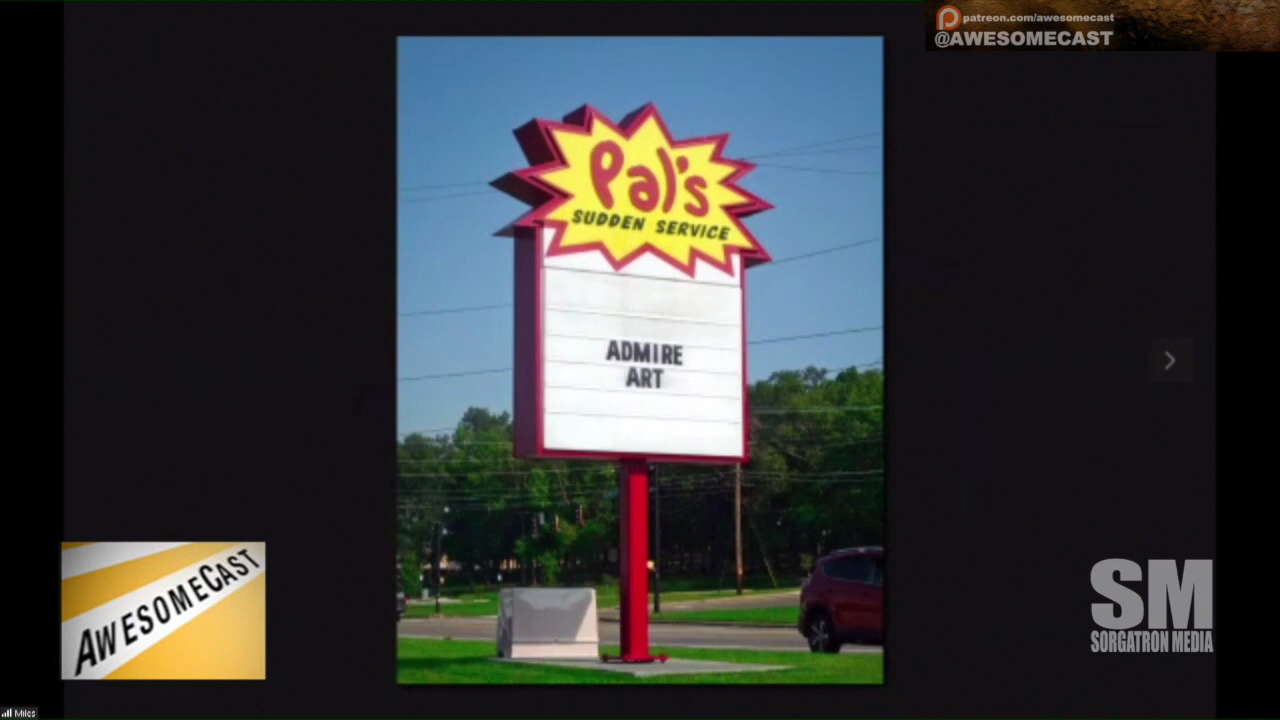 patreon.com/awesomecast
@AWESOMECAST
Pal's
SUDDEN SERVICE
ADMIRE
ART
AWESOMECAST
SM
SORGATRON MEDIA
Miles